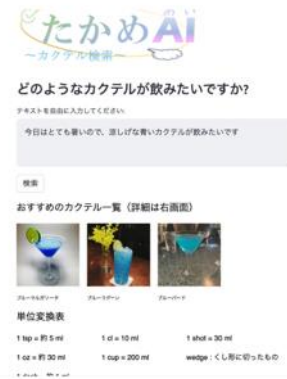 たかめAI
～カクテル検索～
どのようなカクテルが飲みたいですか?
テキストを自由に入力してください:
今日はとても暑いので、涼しげな青いカクテルが飲みたいです
検索
おすすめのカクテル一覧（詳細は右画面）
ブルーマルガリータ ブルーラグーン ブルーバード
単位変換表
1 tsp = 約 5 ml 1 cl = 10 ml 1 shot = 30 ml
1 oz = 約 30 ml 1 cup = 200 ml wedge : くし形に切ったもの